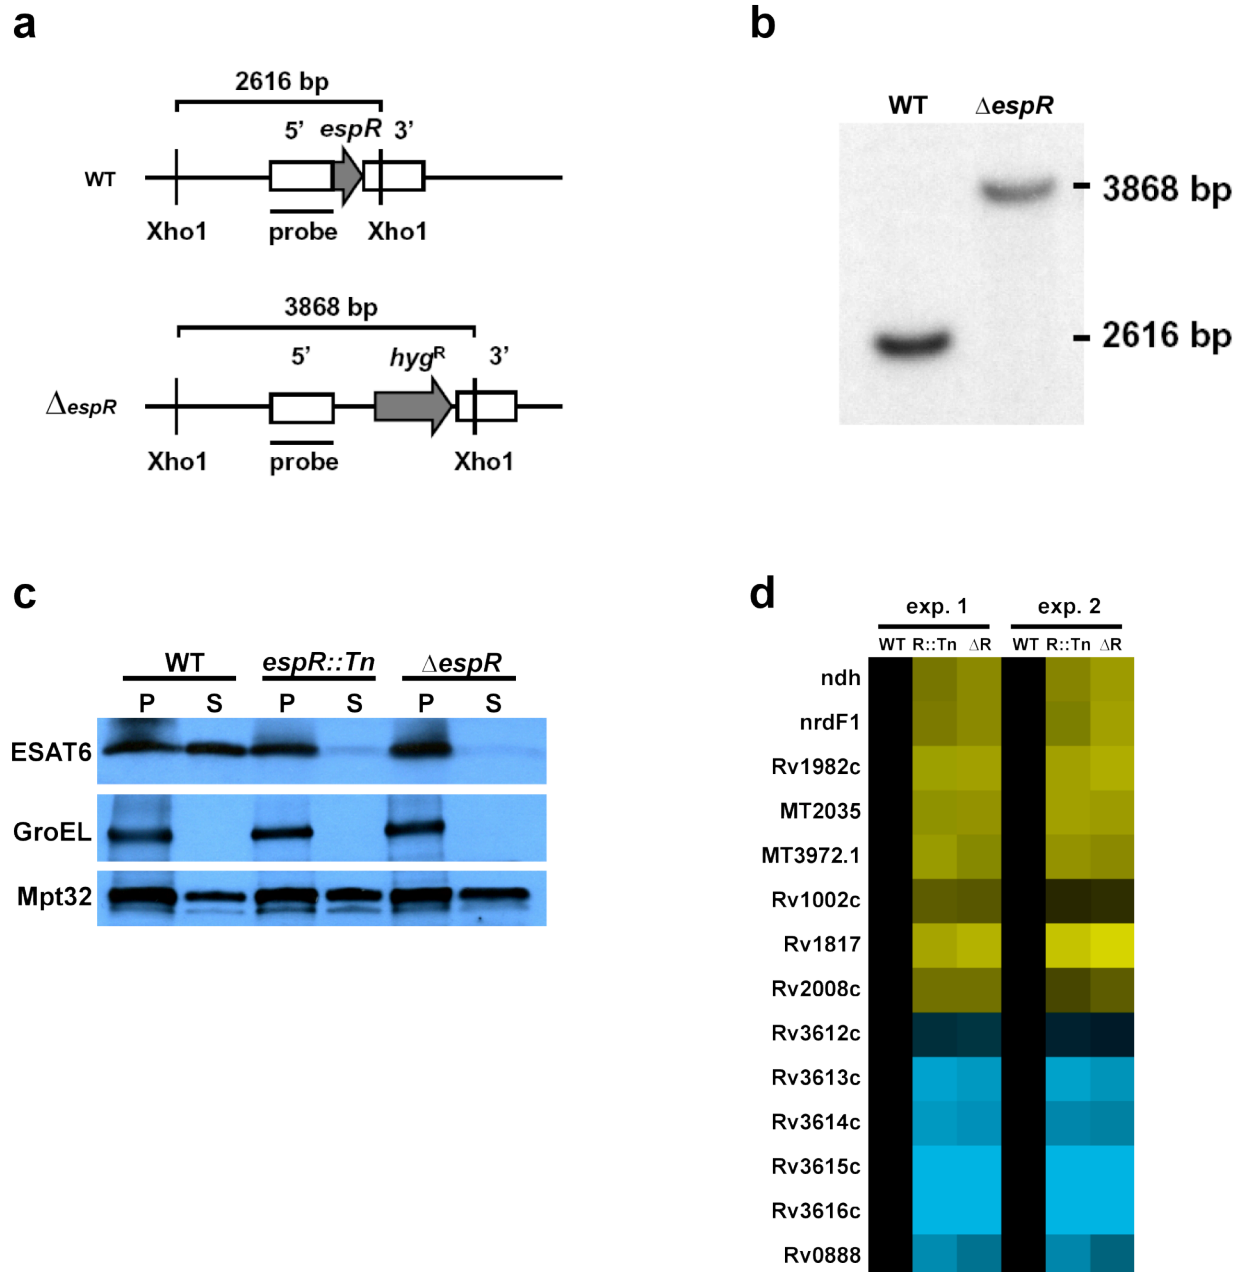 a
2616 bp
5’ espR 3’
WT
Xho1 probe Xho1
3868 bp
5’ hygR 3’
ΔespR
Xho1 probe Xho1
b
WT ΔespR
3868 bp
2616 bp
c
WT espR::Tn ΔespR
P S P S P S
ESAT6
GroEL
Mpt32
d
exp. 1 exp. 2
WT R::Tn ΔR WT R::Tn ΔR
ndh
nrdF1
Rv1982c
MT2035
MT3972.1
Rv1002c
Rv1817
Rv2008c
Rv3612c
Rv3613c
Rv3614c
Rv3615c
Rv3616c
Rv0888